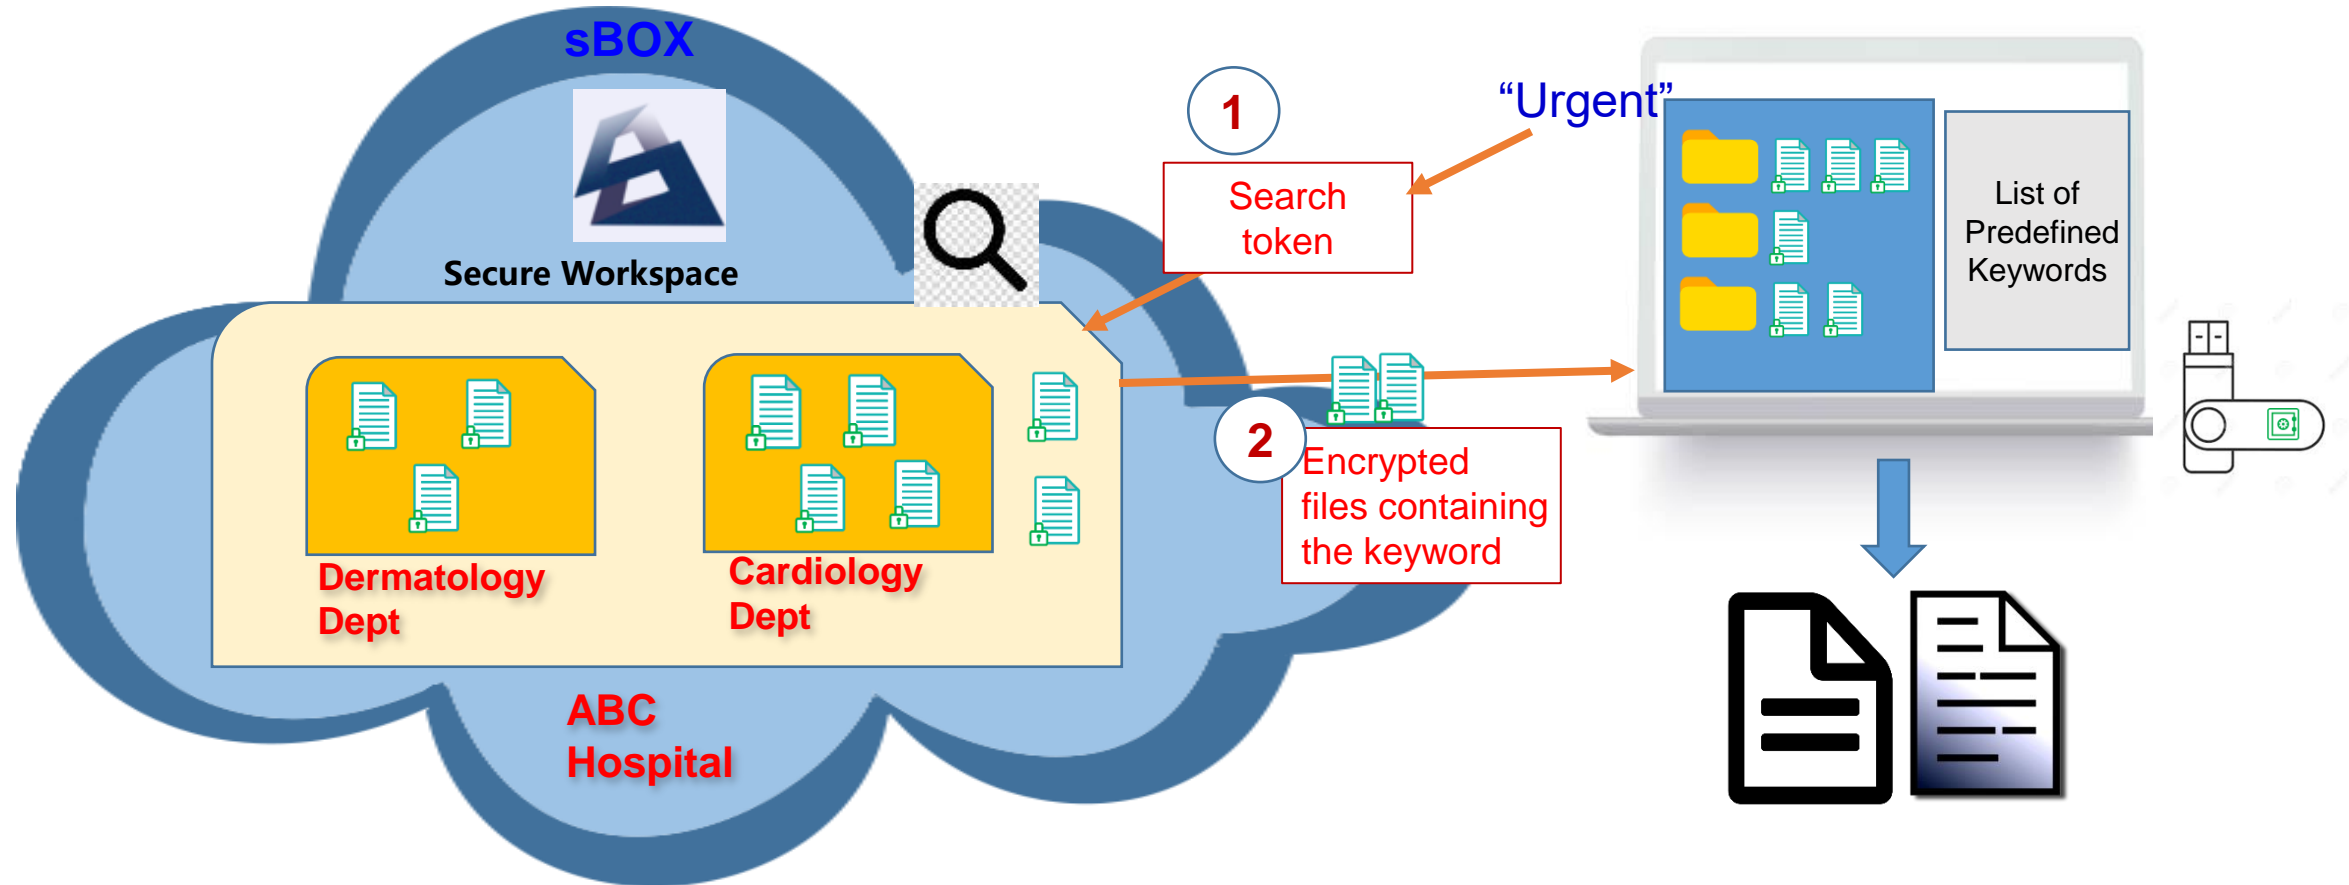 sBOX
Secure Workspace
Dermatology
Dept
Cardiology
Dept
ABC
Hospital
1
Search
token
“Urgent”
2
Encrypted
files containing
the keyword
List of
Predefined
Keywords